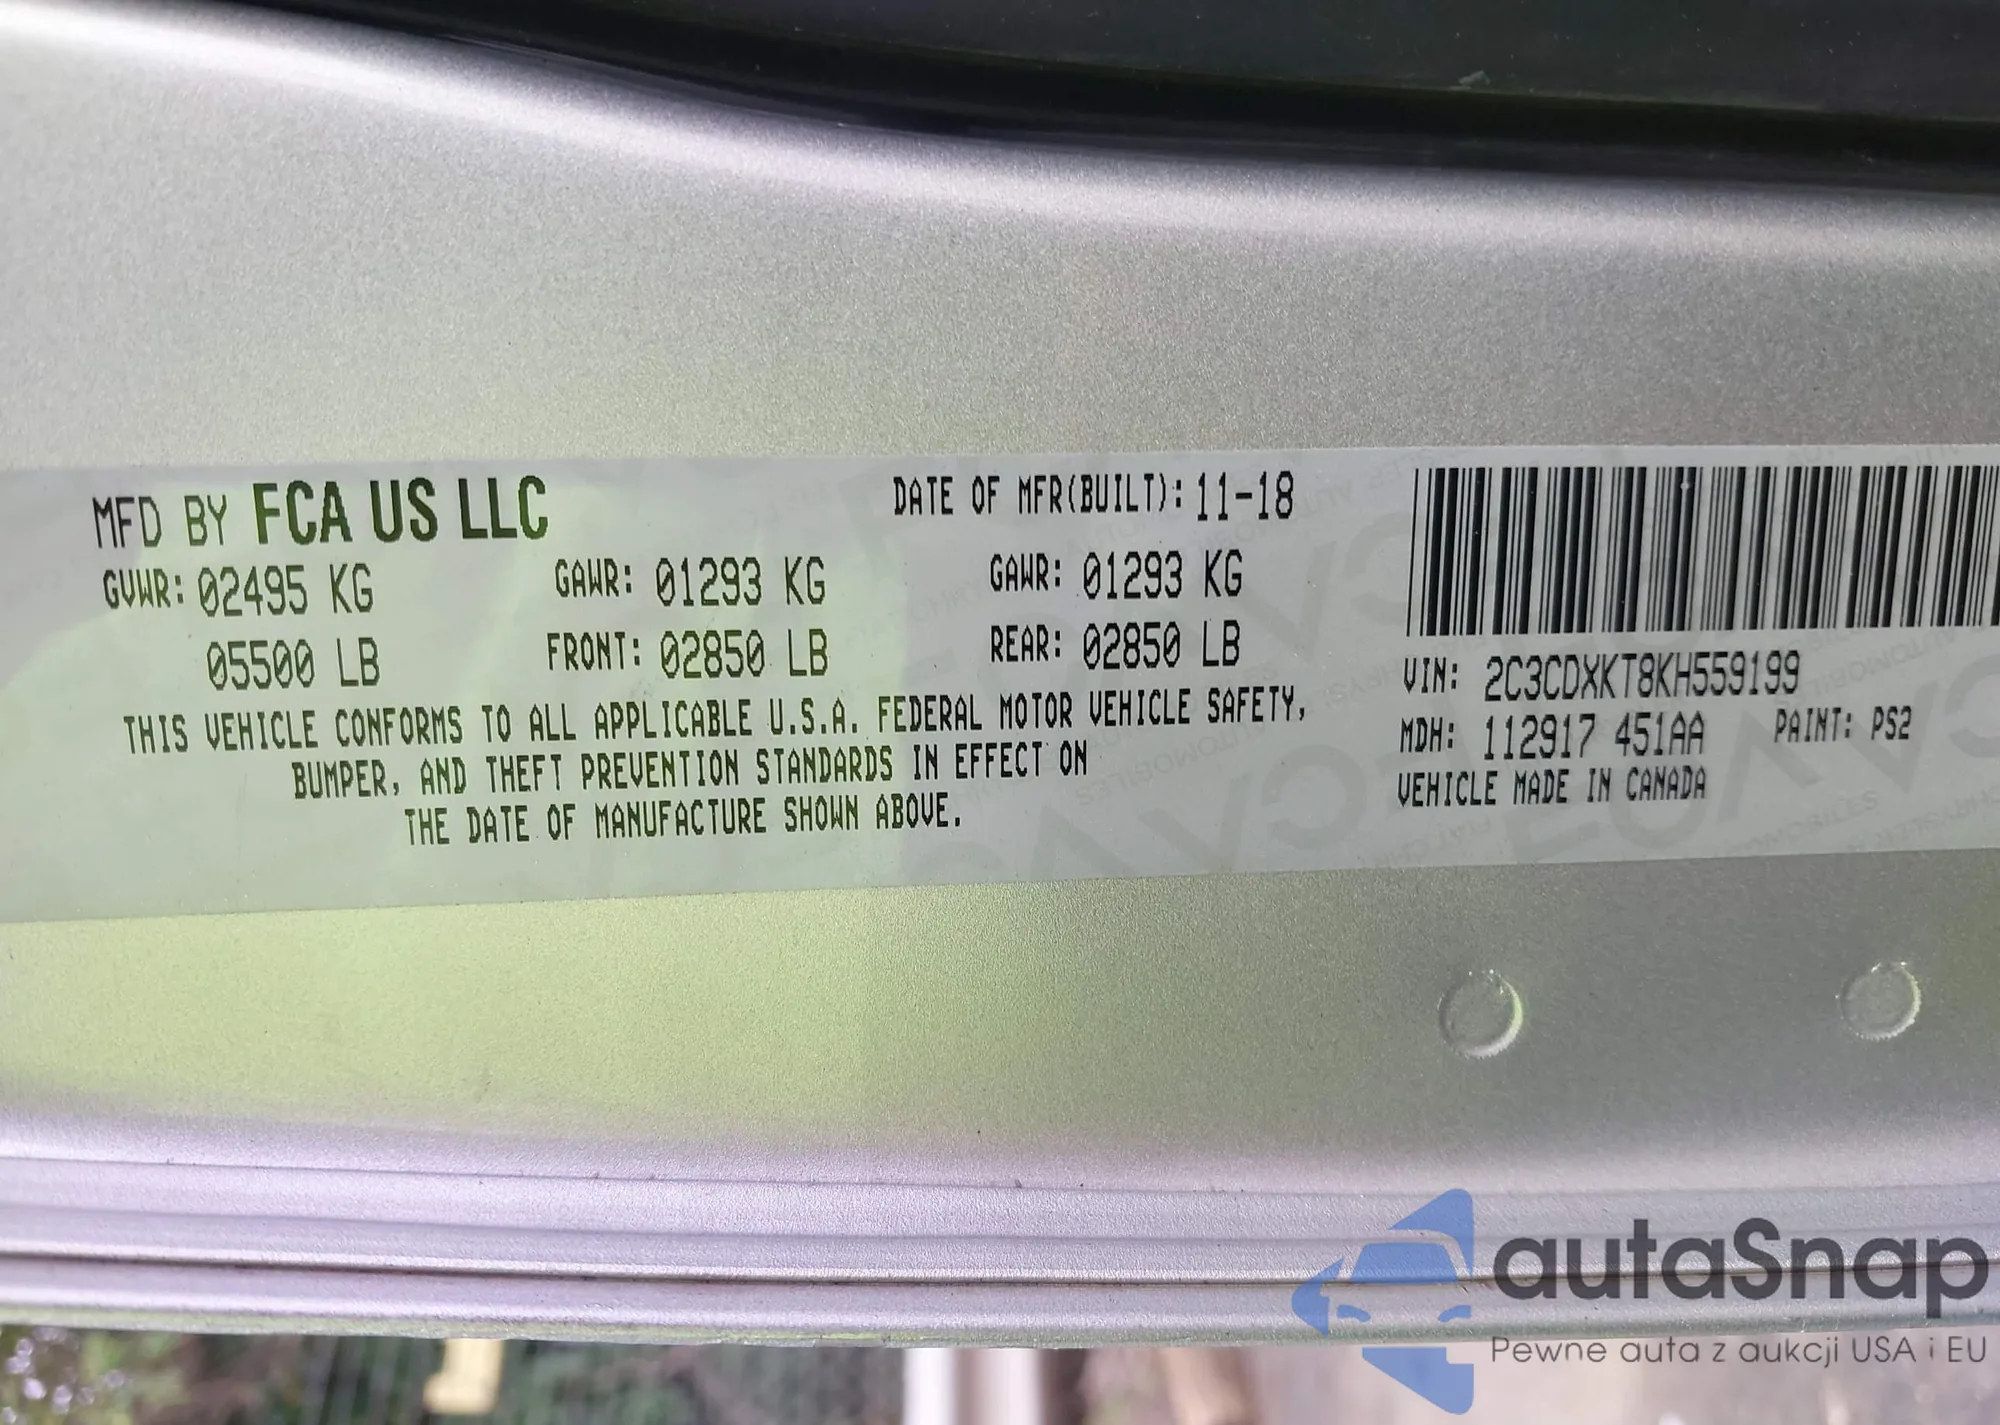 MFD BY FCA US LLC
DATE OF MFR(BUILT): 11-18
GVWR: 02495 KG
GAWR: 01293 KG
GAWR: 01293 KG
05500 LB
FRONT: 02850 LB
REAR: 02850 LB
THIS VEHICLE CONFORMS TO ALL APPLICABLE U.S.A. FEDERAL MOTOR VEHICLE SAFETY,
BUMPER, AND THEFT PREVENTION STANDARDS IN EFFECT ON
THE DATE OF MANUFACTURE SHOWN ABOVE.
VIN: 2C3CDXKT8KH559199
MDH: 112917 451AA
PAINT: PS2
VEHICLE MADE IN CANADA
autaSnap
Pewne auta z aukcji USA i EU